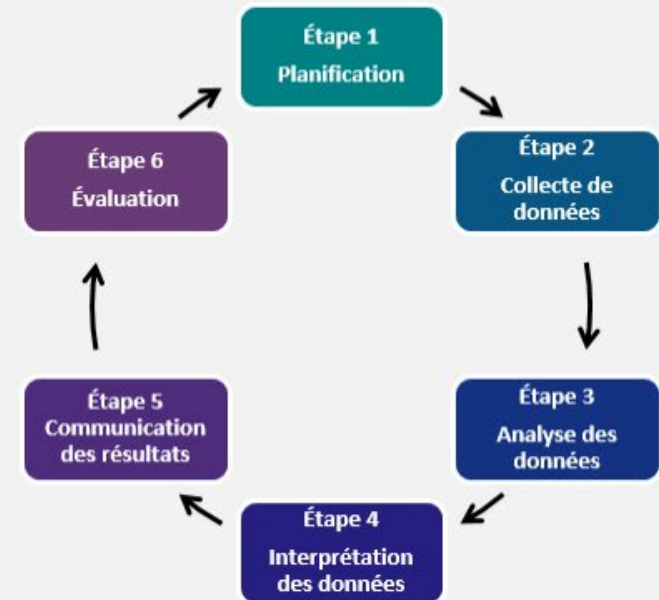 Étape 1
Planification
Étape 2
Collecte de
données
Étape 3
Analyse des
données
Étape 4
Interprétation
des données
Étape 5
Communication
des résultats
Étape 6
Évaluation